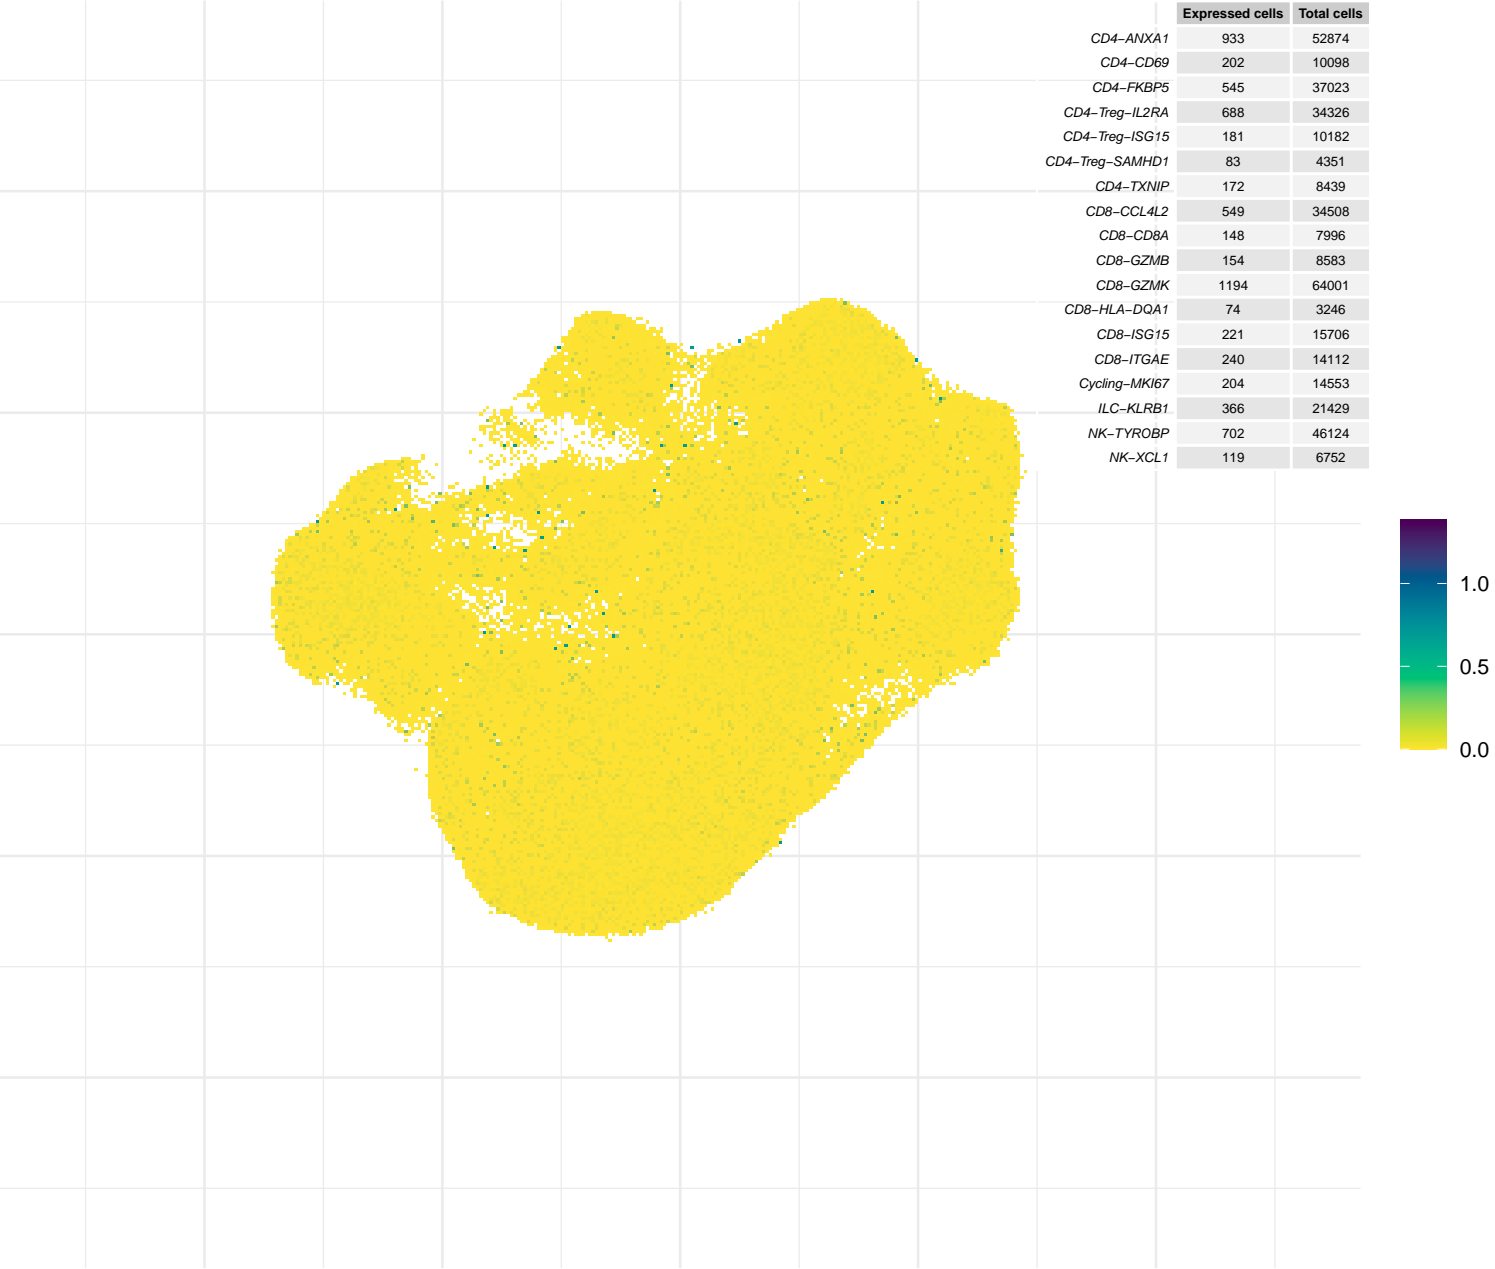 Expressed cells Total cells
CD4−ANXA1 933 52874
CD4−CD69 202 10098
CD4−FKBP5 545 37023
CD4−Treg−IL2RA 688 34326
CD4−Treg−ISG15 181 10182
CD4−Treg−SAMHD1 83 4351
CD4−TXNIP 172 8439
CD8−CCL4L2 549 34508
CD8−CD8A 148 7996
CD8−GZMB 154 8583
CD8−GZMK 1194 64001
CD8−HLA−DQA1 74 3246
CD8−ISG15 221 15706
CD8−ITGAE 240 14112
Cycling−MKI67 204 14553
ILC−KLRB1 366 21429
NK−TYROBP 702 46124
NK−XCL1 119 6752
1.0
0.5
0.0